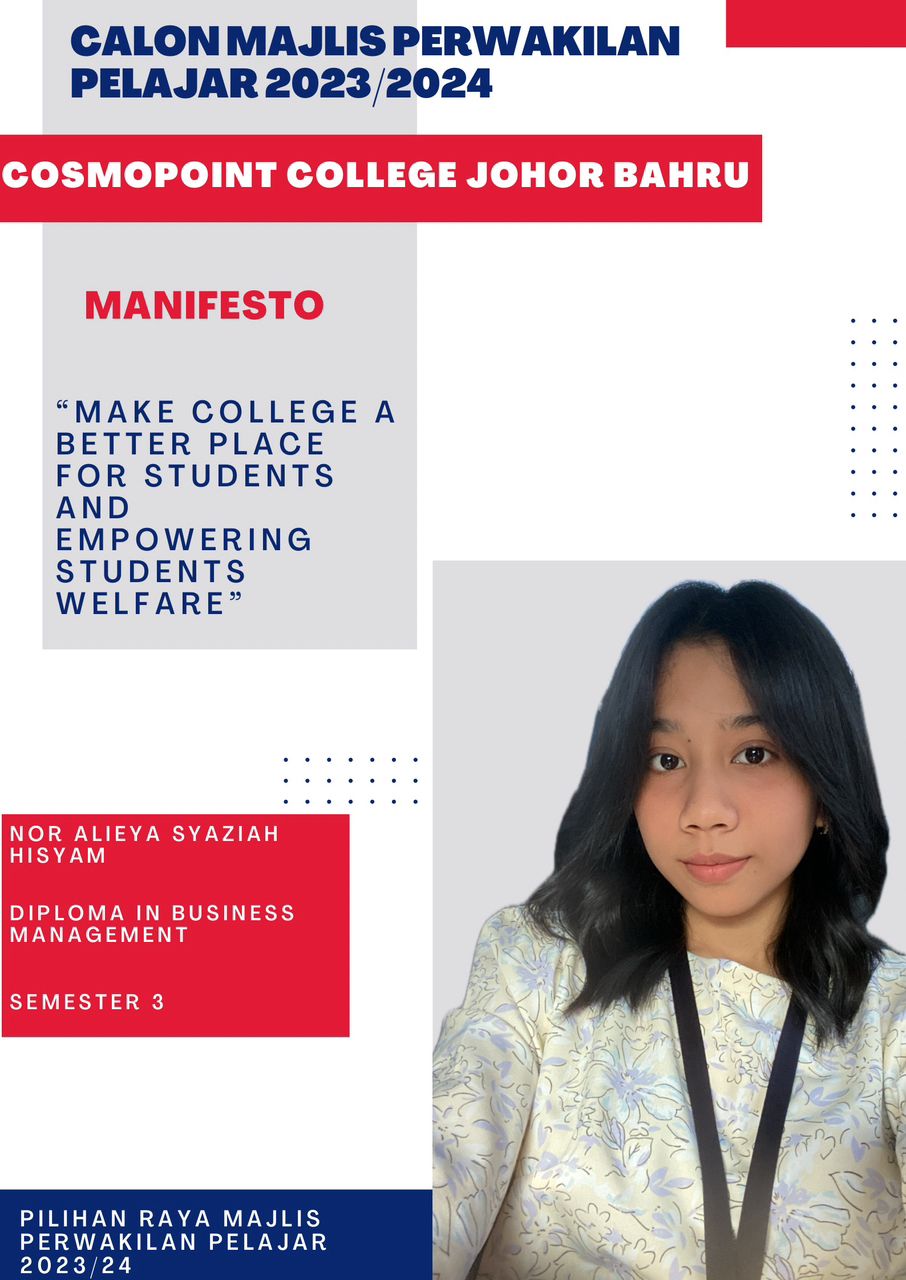 CALON MAJLIS PERWAKILAN
PELAJAR 2023/2024
COSMOPOINT COLLEGE JOHOR BAHRU
MANIFESTO
“MAKE COLLEGE A
BETTER PLACE
FOR STUDENTS
AND
EMPOWERING
STUDENTS
WELFARE”
NOR ALIEYA SYAZIAH
HISYAM
DIPLOMA IN BUSINESS
MANAGEMENT
SEMESTER 3
PILIHAN RAYA MAJLIS
PERWAKILAN PELAJAR
2023/24